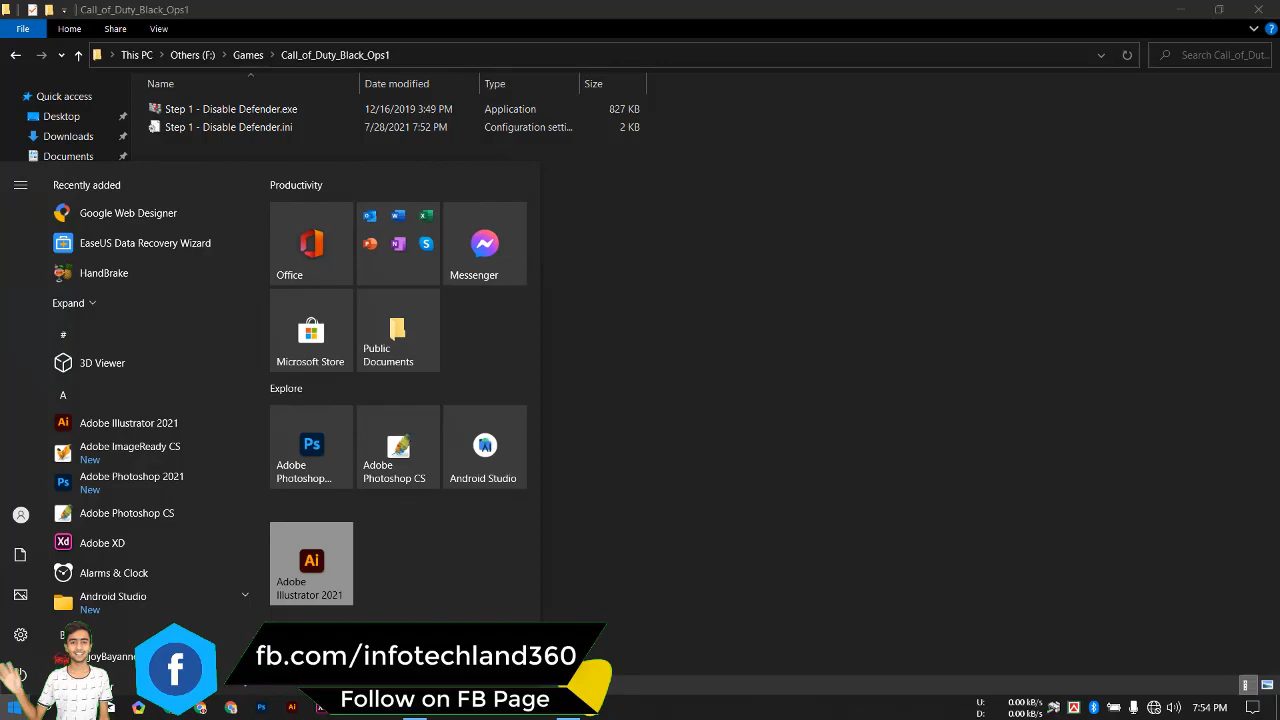 Call_of_Duty_Black_Ops1
File
Home
Share
View
This PC
Others (F:)
Games
Call_of_Duty_Black_Ops1
Search Call_of_Dut...
Name
Date modified
Type
Size
Quick access
Desktop
Downloads
Documents
Step 1 - Disable Defender.exe
12/16/2019 3:49 PM
Application
827 KB
Step 1 - Disable Defender.ini
7/28/2021 7:52 PM
Configuration setti...
2 KB
Recently added
Google Web Designer
EaseUS Data Recovery Wizard
HandBrake
Expand
#
3D Viewer
A
Adobe Illustrator 2021
Adobe ImageReady CS
New
Adobe Photoshop 2021
New
Adobe Photoshop CS
Adobe XD
Alarms & Clock
Android Studio
New
Productivity
Office
Messenger
Microsoft Store
Public
Documents
Explore
Adobe
Photoshop...
Adobe
Photoshop CS
Android Studio
Adobe
Illustrator 2021
fb.com/infotechland360
Follow on FB Page
U: 0.00 kB/s
D: 0.00 kB/s
7:54 PM